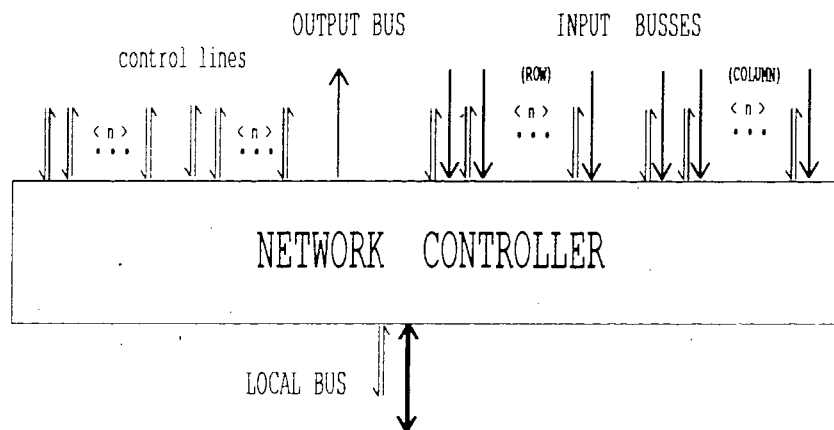 OUTPUT BUS INPUT BUSSES
control lines
(ROW) (COLUMN)
< n > < n > < n > < n >
NETWORK CONTROLLER
LOCAL BUS